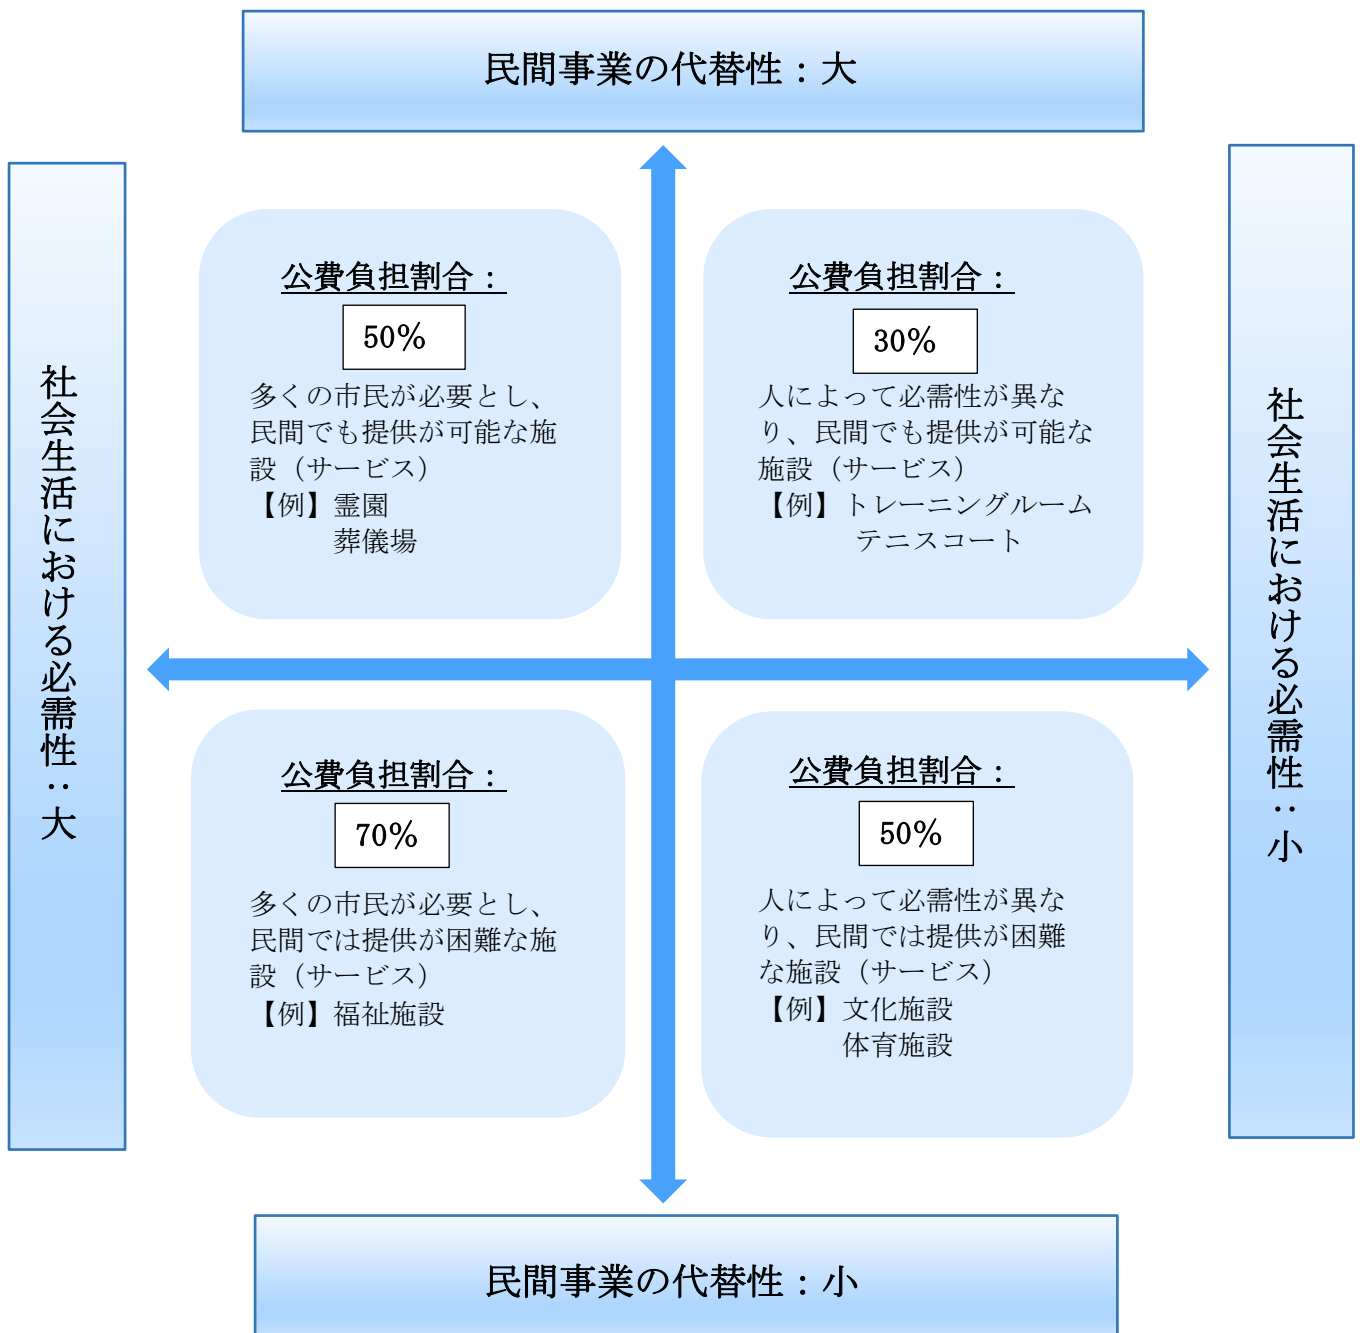 民間事業の代替性：大
社会生活における必需性：大
公費負担割合：
50%
多くの市民が必要とし、
民間でも提供が可能な施
設（サービス）
【例】霊園
葬儀場
公費負担割合：
30%
人によって必需性が異な
り、民間でも提供が可能な
施設（サービス）
【例】トレーニングルーム
テニスコート
社会生活における必需性：小
公費負担割合：
70%
多くの市民が必要とし、
民間では提供が困難な施
設（サービス）
【例】福祉施設
公費負担割合：
50%
人によって必需性が異な
り、民間では提供が困難
な施設（サービス）
【例】文化施設
体育施設
民間事業の代替性：小